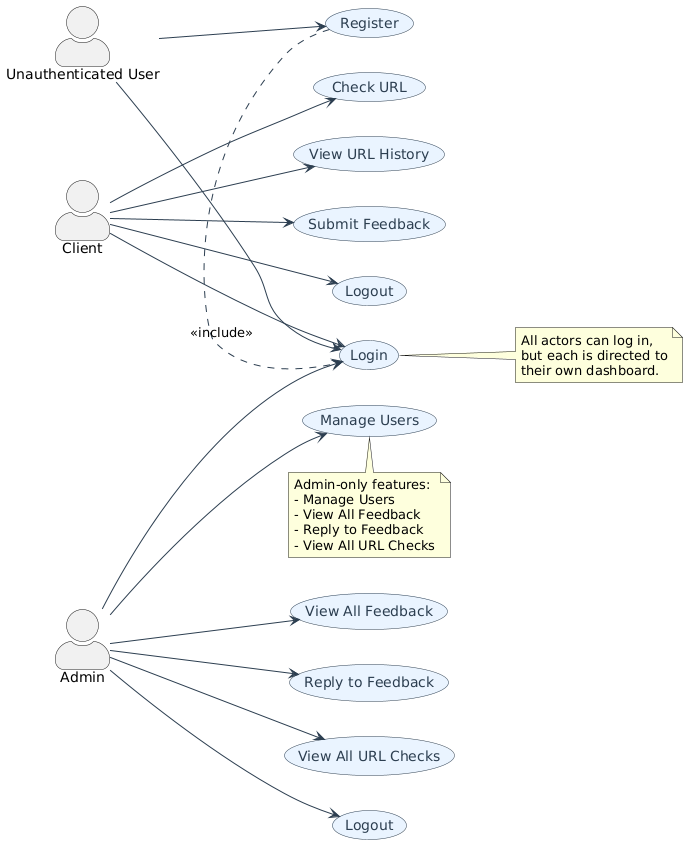 Register
Unauthenticated User
Check URL
View URL History
Submit Feedback
Client
Logout
«include»
Login
All actors can log in,
but each is directed to
their own dashboard.
Manage Users
Admin-only features:
- Manage Users
- View All Feedback
- Reply to Feedback
- View All URL Checks
View All Feedback
Admin
Reply to Feedback
View All URL Checks
Logout